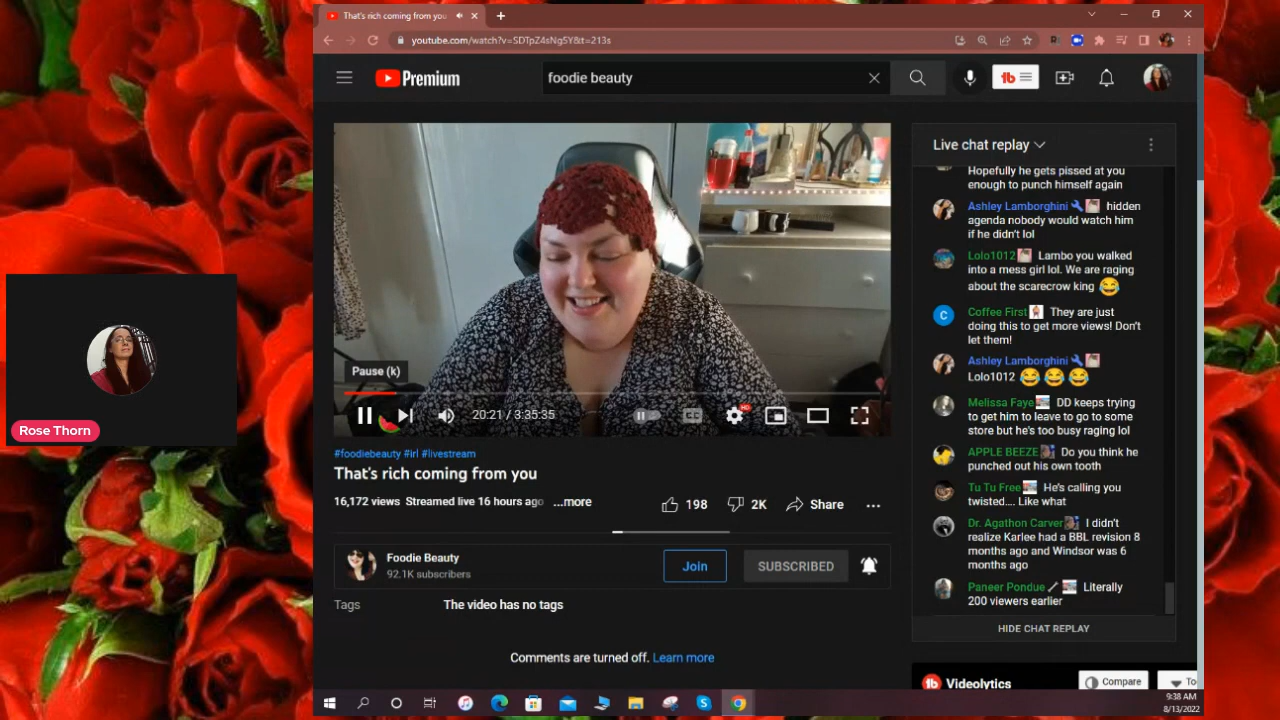 That's rich coming from you
youtube.com/watch?v=SDTpZ4sNg5Y&t=213s
Premium
foodie beauty
Live chat replay
Hopefully he gets pissed at you
enough to punch himself again
Ashley Lamborghini hidden
agenda nobody would watch him
if he didn't lol
Lolo1012 Lambo you walked
into a mess girl lol. We are raging
about the scarecrow king 😂
C
Coffee First They are just
doing this to get more views! Don't
let them!
Ashley Lamborghini
Lolo1012 😂 😂 😂
Melissa Faye DD keeps trying
to get him to leave to go to some
store but he's too busy raging lol
APPLE BEEZE Do you think he
punched out his own tooth
Tu Tu Free He's calling you
twisted.... Like what
Dr. Agathon Carver I didn't
realize Karlee had a BBL revision 8
months ago and Windsor was 6
months ago
Paneer Pondue Literally
200 viewers earlier
HIDE CHAT REPLAY
Pause (k)
20:21 / 3:35:35
CC
HD
Rose Thorn
#foodiebeauty #irl #livestream
That's rich coming from you
16,172 views Streamed live 16 hours ago ...more
198
2K
Share
Foodie Beauty
92.1K subscribers
Join
SUBSCRIBED
Tags
The video has no tags
Comments are turned off. Learn more
tb Videolytics
Compare
To
9:38 AM
8/13/2022